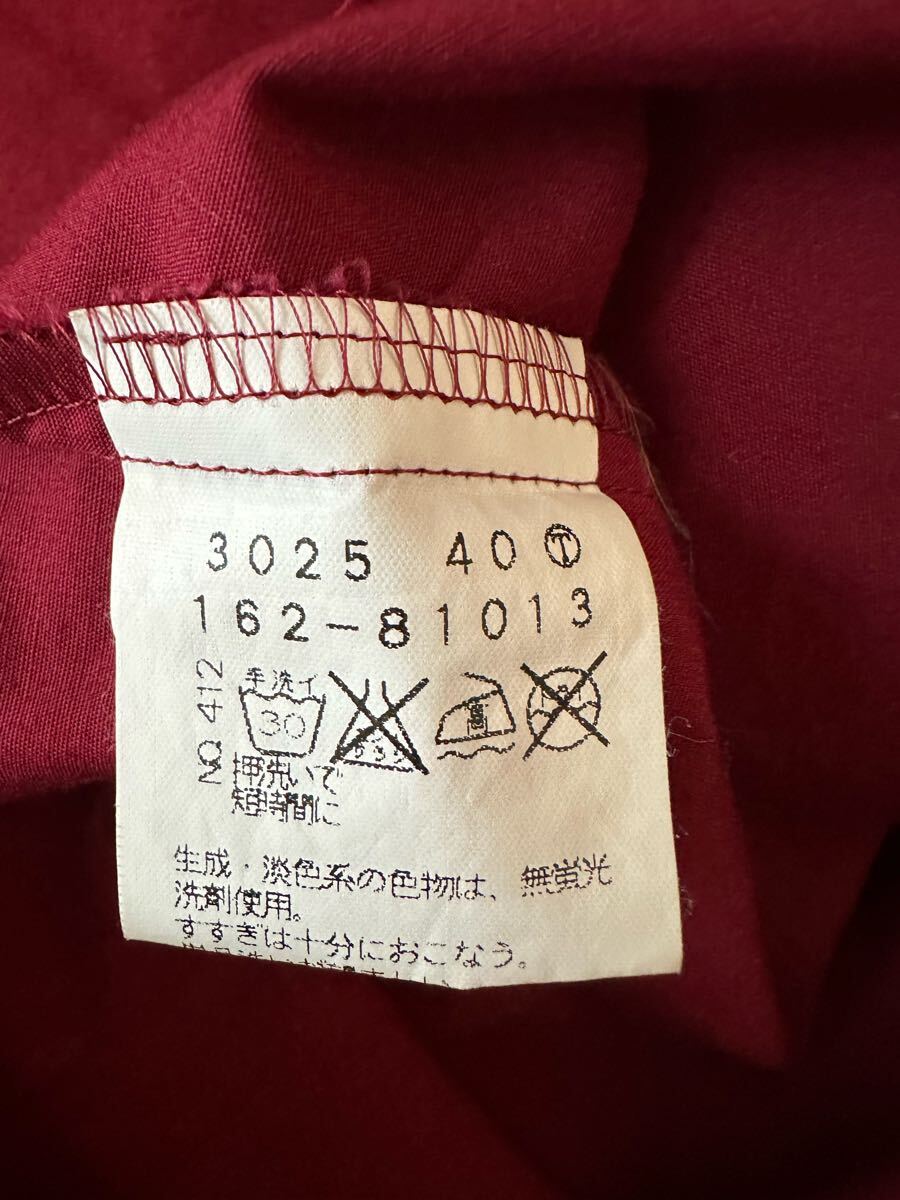 3025 40 Ⓣ
162-81013
NO 412
手洗イ
30
中
押洗いで
短時間に
生成・淡色系の色物は、無蛍光
洗剤使用。
すすぎは十分におこなう。